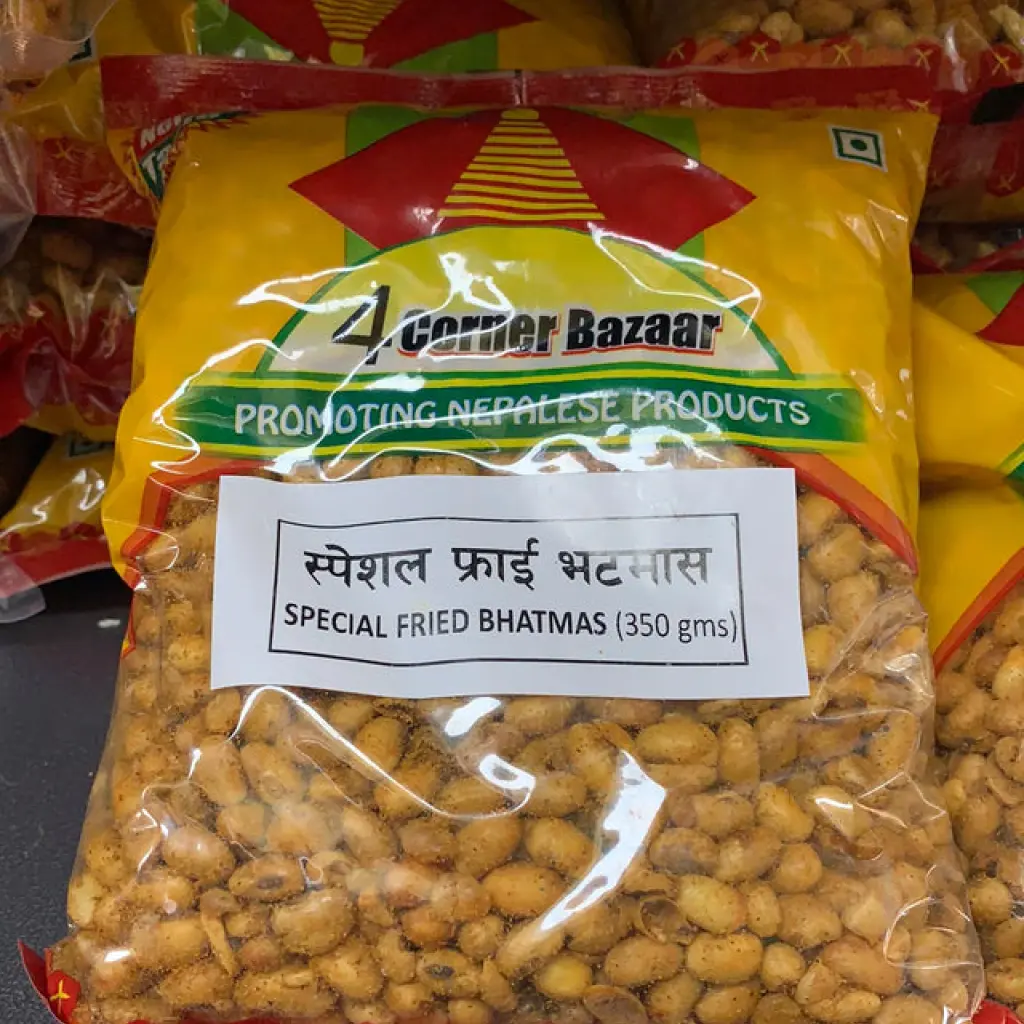 4 Corner Bazaar
PROMOTING NEPALESE PRODUCTS
स्पेशल फ्राई भटमास
SPECIAL FRIED BHATMAS (350 gms)